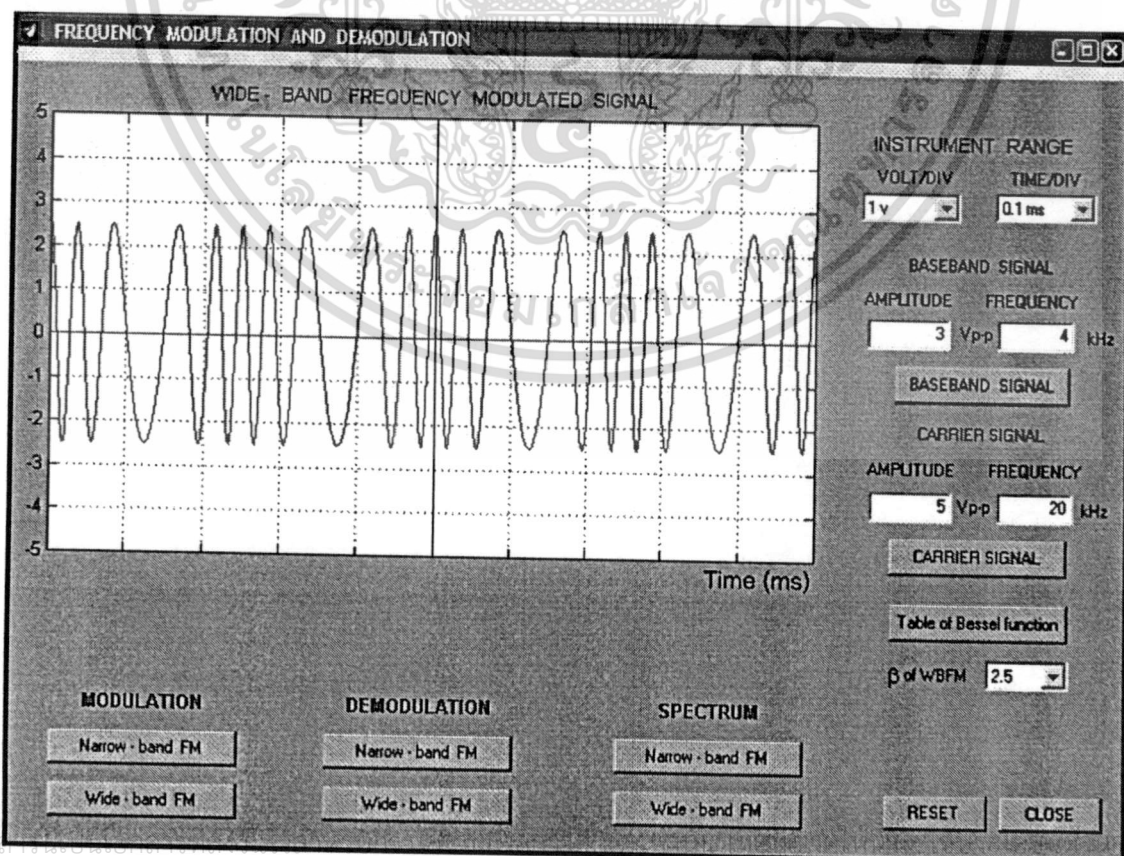 FREQUENCY MODULATION AND DEMODULATION
WIDE - BAND FREQUENCY MODULATED SIGNAL
5
4
3
2
1
0
-1
-2
-3
-4
-5
Time (ms)
INSTRUMENT RANGE
VOLT/DIV TIME/DIV
1 v 0.1 ms
BASEBAND SIGNAL
AMPLITUDE FREQUENCY
3 Vp-p 4 kHz
BASEBAND SIGNAL
CARRIER SIGNAL
AMPLITUDE FREQUENCY
5 Vp-p 20 kHz
CARRIER SIGNAL
Table of Bessel function
β of WBFM 2.5
MODULATION DEMODULATION SPECTRUM
Narrow - band FM Narrow - band FM Narrow - band FM
Wide - band FM Wide - band FM Wide - band FM
RESET CLOSE